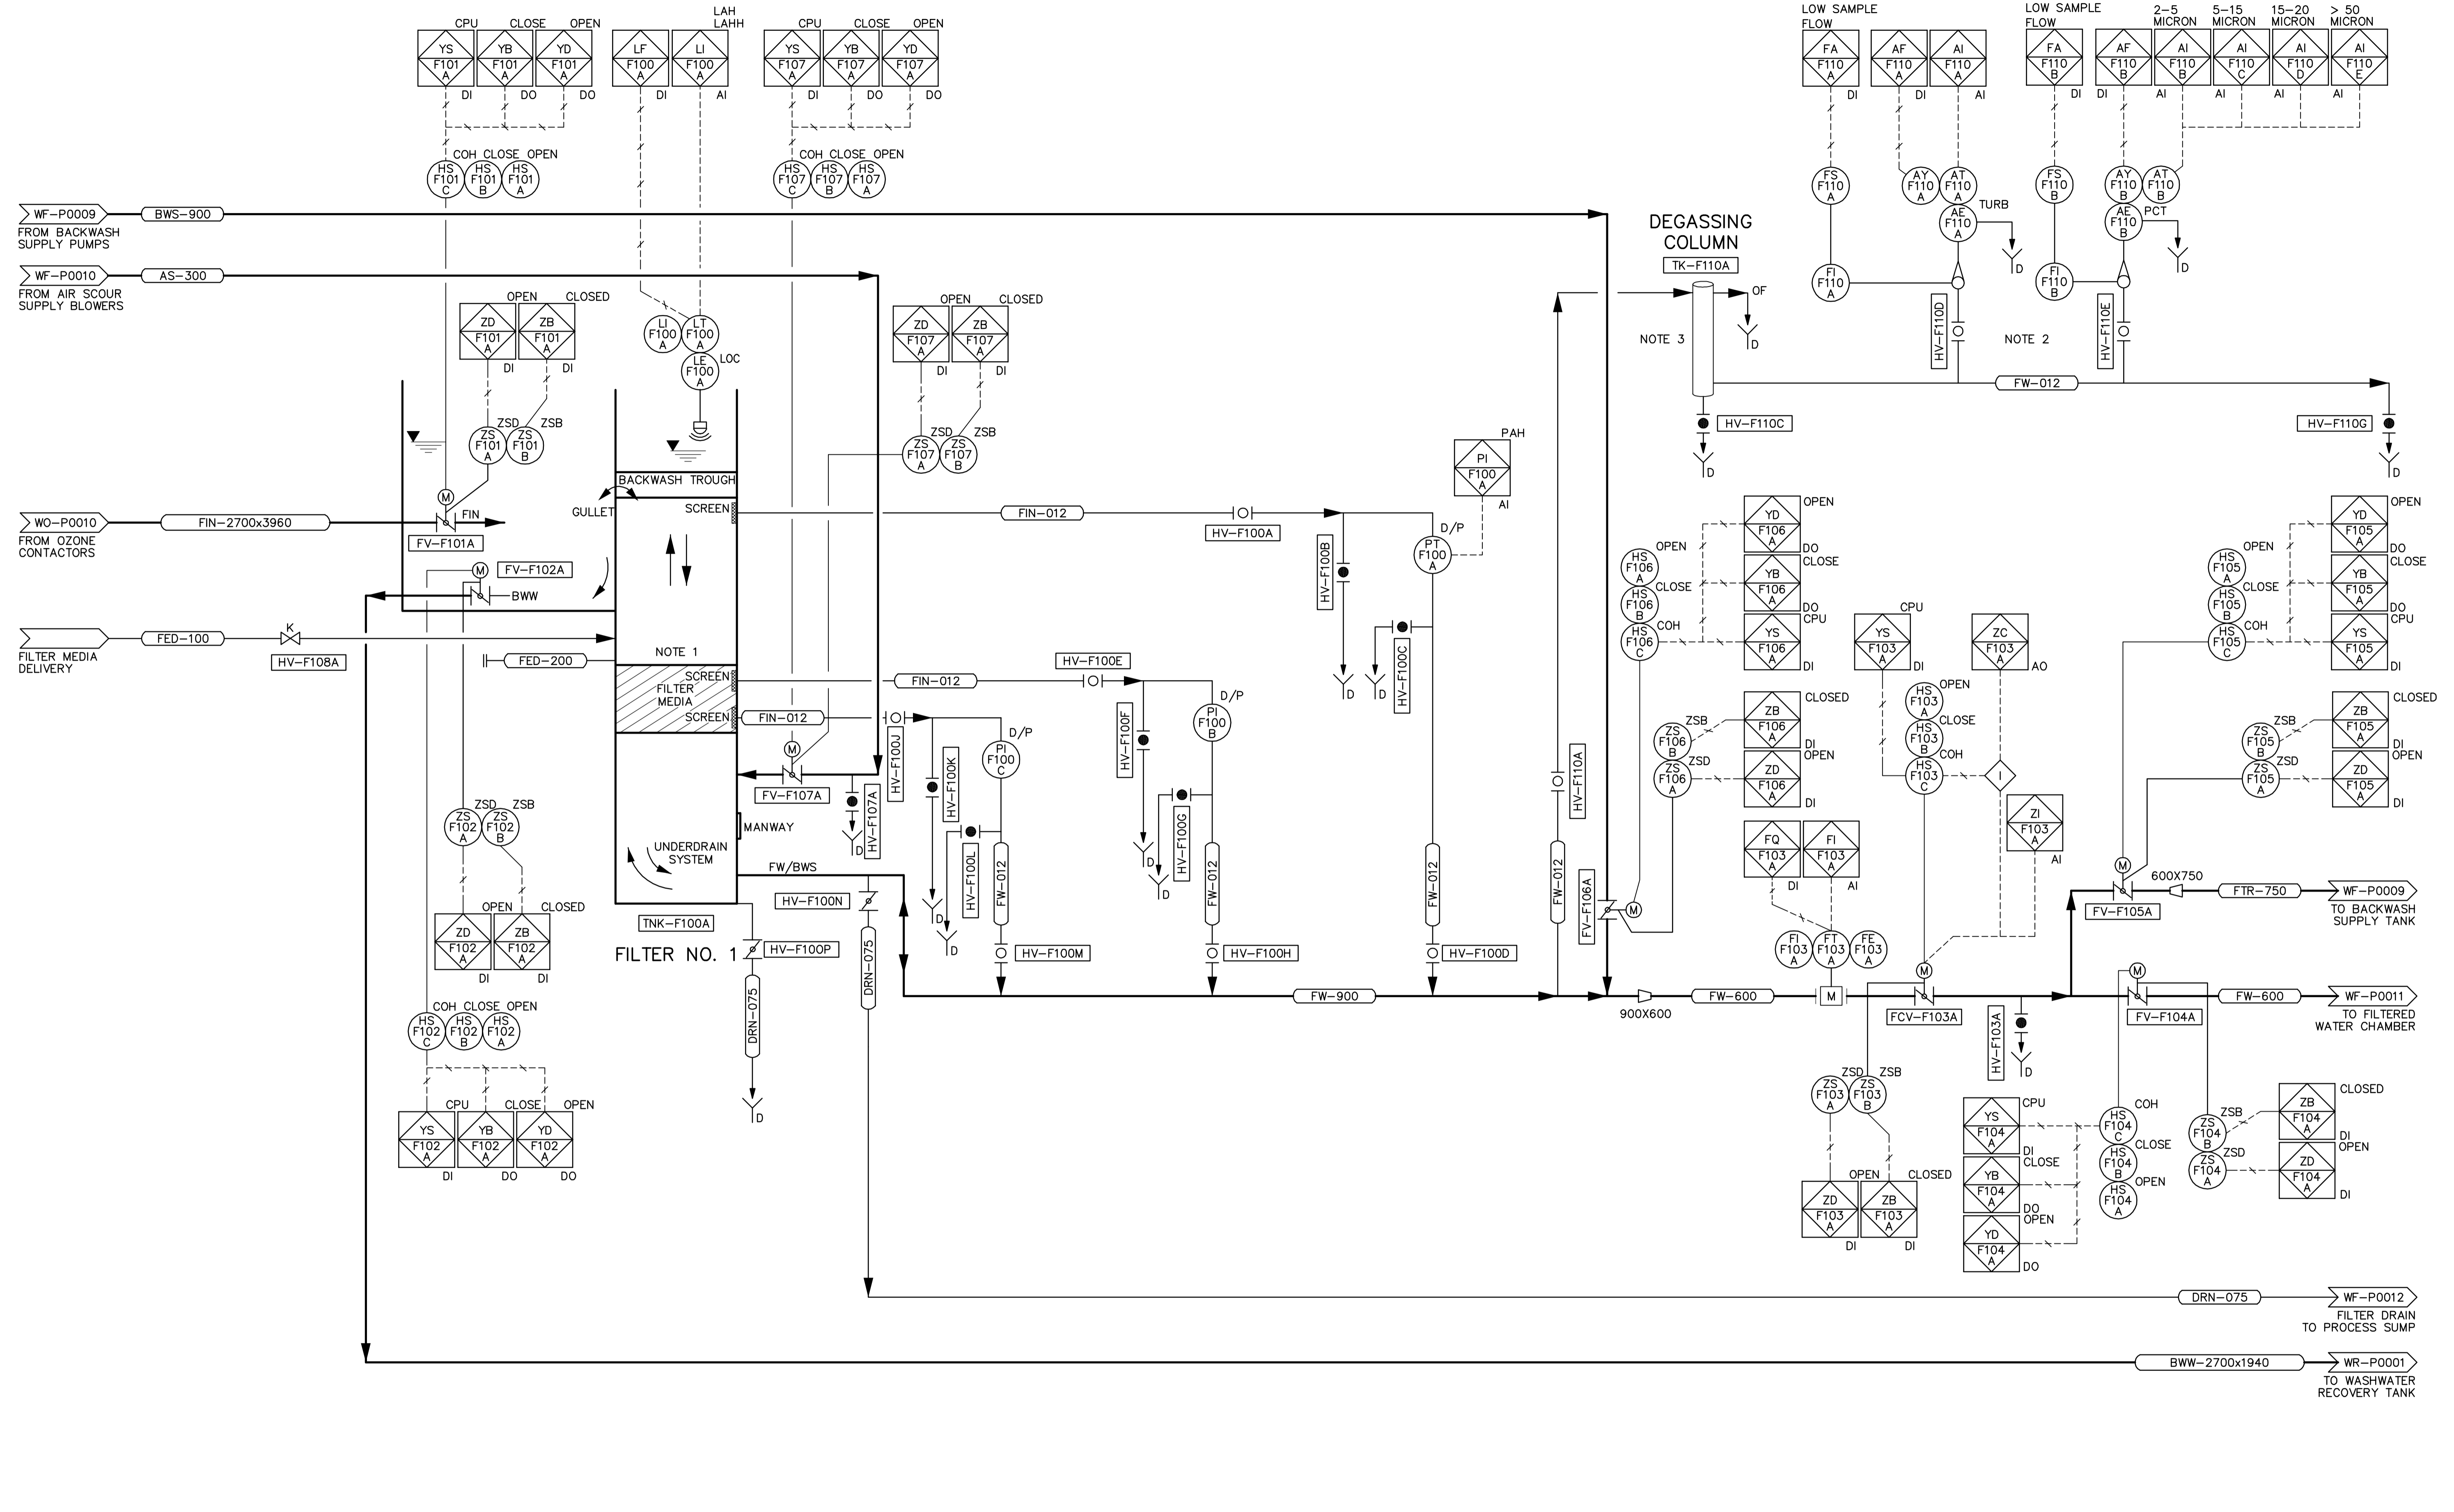 CPU
CLOSE
OPEN
YS
F101
A
DI
YB
F101
A
DO
YD
F101
A
DO
LAH
LAHH
LF
F100
A
DI
LI
F100
A
AI
CPU
CLOSE
OPEN
YS
F107
A
DI
YB
F107
A
DO
YD
F107
A
DO
LOW SAMPLE
FLOW
FA
F110
A
DI
AF
F110
A
DI
AI
F110
A
AI
LOW SAMPLE
FLOW
FA
F110
B
DI
AF
F110
B
DI
2-5
MICRON
AI
F110
B
AI
5-15
MICRON
AI
F110
C
AI
15-20
MICRON
AI
F110
D
AI
> 50
MICRON
AI
F110
E
AI
COH CLOSE OPEN
HS
F101
C
HS
F101
B
HS
F101
A
COH CLOSE OPEN
HS
F107
C
HS
F107
B
HS
F107
A
FS
F110
A
AY
F110
A
AT
F110
A
AE
F110
A
TURB
D
FI
F110
A
FS
F110
B
AY
F110
B
AT
F110
B
AE
F110
B
PCT
D
FI
F110
B
WF-P0009
BWS-900
FROM BACKWASH
SUPPLY PUMPS
WF-P0010
AS-300
FROM AIR SCOUR
SUPPLY BLOWERS
DEGASSING
COLUMN
TK-F110A
OF
D
NOTE 3
HV-F110D
NOTE 2
HV-F110E
FW-012
HV-F110C
D
HV-F110G
D
OPEN
CLOSED
ZD
F101
A
DI
ZB
F101
A
DI
ZSD
ZSB
ZS
F101
A
ZS
F101
B
LI
F100
A
LT
F100
A
LE
F100
A
LOC
OPEN
CLOSED
ZD
F107
A
DI
ZB
F107
A
DI
ZSD
ZSB
ZS
F107
A
ZS
F107
B
PAH
PI
F100
A
AI
WO-P0010
FIN-2700x3960
FROM OZONE
CONTACTORS
M
FIN
FV-F101A
M
FV-F102A
BWW
GULLET
BACKWASH TROUGH
SCREEN
FIN-012
HV-F100A
HV-F100B
D
D/P
PT
F100
A
HV-F100C
D
FILTER MEDIA
DELIVERY
FED-100
K
HV-F108A
FED-200
NOTE 1
SCREEN
FILTER
MEDIA
SCREEN
FIN-012
HV-F100E
HV-F100F
D
D/P
PI
F100
B
HV-F100G
D
FIN-012
HV-F100J
HV-F100K
D
D/P
PI
F100
C
HV-F100L
D
M
FV-F107A
HV-F107A
D
MANWAY
UNDERDRAIN
SYSTEM
FW/BWS
TNK-F100A
FILTER NO. 1
HV-F100P
DRN-075
D
HV-F100N
DRN-075
FW-012
HV-F100M
FW-012
HV-F100H
FW-012
HV-F100D
FW-900
HV-F110A
FW-012
FV-F106A
M
900X600
FW-600
OPEN
HS
F106
A
CLOSE
HS
F106
B
COH
HS
F106
C
YD
F106
A
OPEN
DO
YB
F106
A
CLOSE
DO
YS
F106
A
CPU
DI
ZSB
ZS
F106
B
ZSD
ZS
F106
A
ZB
F106
A
CLOSED
DI
ZD
F106
A
OPEN
DI
CPU
YS
F103
A
DI
ZC
F103
A
AO
HS
F103
A
OPEN
HS
F103
B
CLOSE
HS
F103
C
COH
I
ZI
F103
A
AI
FQ
F103
A
DI
FI
F103
A
AI
FI
F103
A
FT
F103
A
FE
F103
A
M
M
FCV-F103A
HV-F103A
D
OPEN
HS
F105
A
CLOSE
HS
F105
B
COH
HS
F105
C
YD
F105
A
OPEN
DO
YB
F105
A
CLOSE
DO
YS
F105
A
CPU
DI
ZSB
ZS
F105
B
ZSD
ZS
F105
A
ZB
F105
A
CLOSED
DI
ZD
F105
A
OPEN
DI
M
FV-F105A
600X750
FTR-750
WF-P0009
TO BACKWASH
SUPPLY TANK
M
FV-F104A
FW-600
WF-P0011
TO FILTERED
WATER CHAMBER
ZSD
ZSB
ZS
F102
A
ZS
F102
B
OPEN
CLOSED
ZD
F102
A
DI
ZB
F102
A
DI
COH CLOSE OPEN
HS
F102
C
HS
F102
B
HS
F102
A
CPU
CLOSE
OPEN
YS
F102
A
DI
YB
F102
A
DO
YD
F102
A
DO
ZSD
ZSB
ZS
F103
A
ZS
F103
B
OPEN
CLOSED
ZD
F103
A
DI
ZB
F103
A
DI
YS
F104
A
CPU
DI
YB
F104
A
CLOSE
DO
YD
F104
A
OPEN
DO
COH
HS
F104
C
CLOSE
HS
F104
B
OPEN
HS
F104
A
ZSB
ZS
F104
B
ZSD
ZS
F104
A
ZB
F104
A
CLOSED
DI
ZD
F104
A
OPEN
DI
DRN-075
WF-P0012
FILTER DRAIN
TO PROCESS SUMP
BWW-2700x1940
WR-P0001
TO WASHWATER
RECOVERY TANK